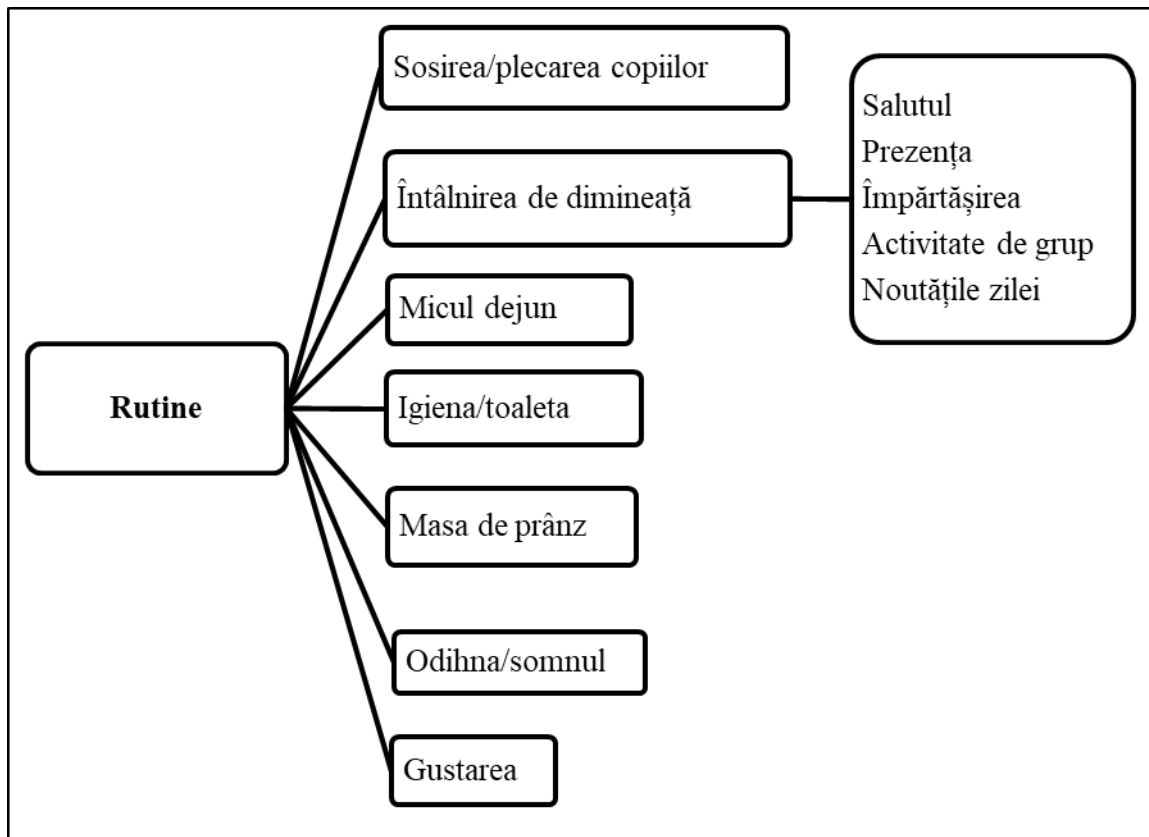 Rutine
Sosirea/plecarea copiilor
Întâlnirea de dimineață
Salutul
Prezența
Împărtășirea
Activitate de grup
Noutățile zilei
Micul dejun
Igiena/toaleta
Masa de prânz
Odihna/somnul
Gustarea